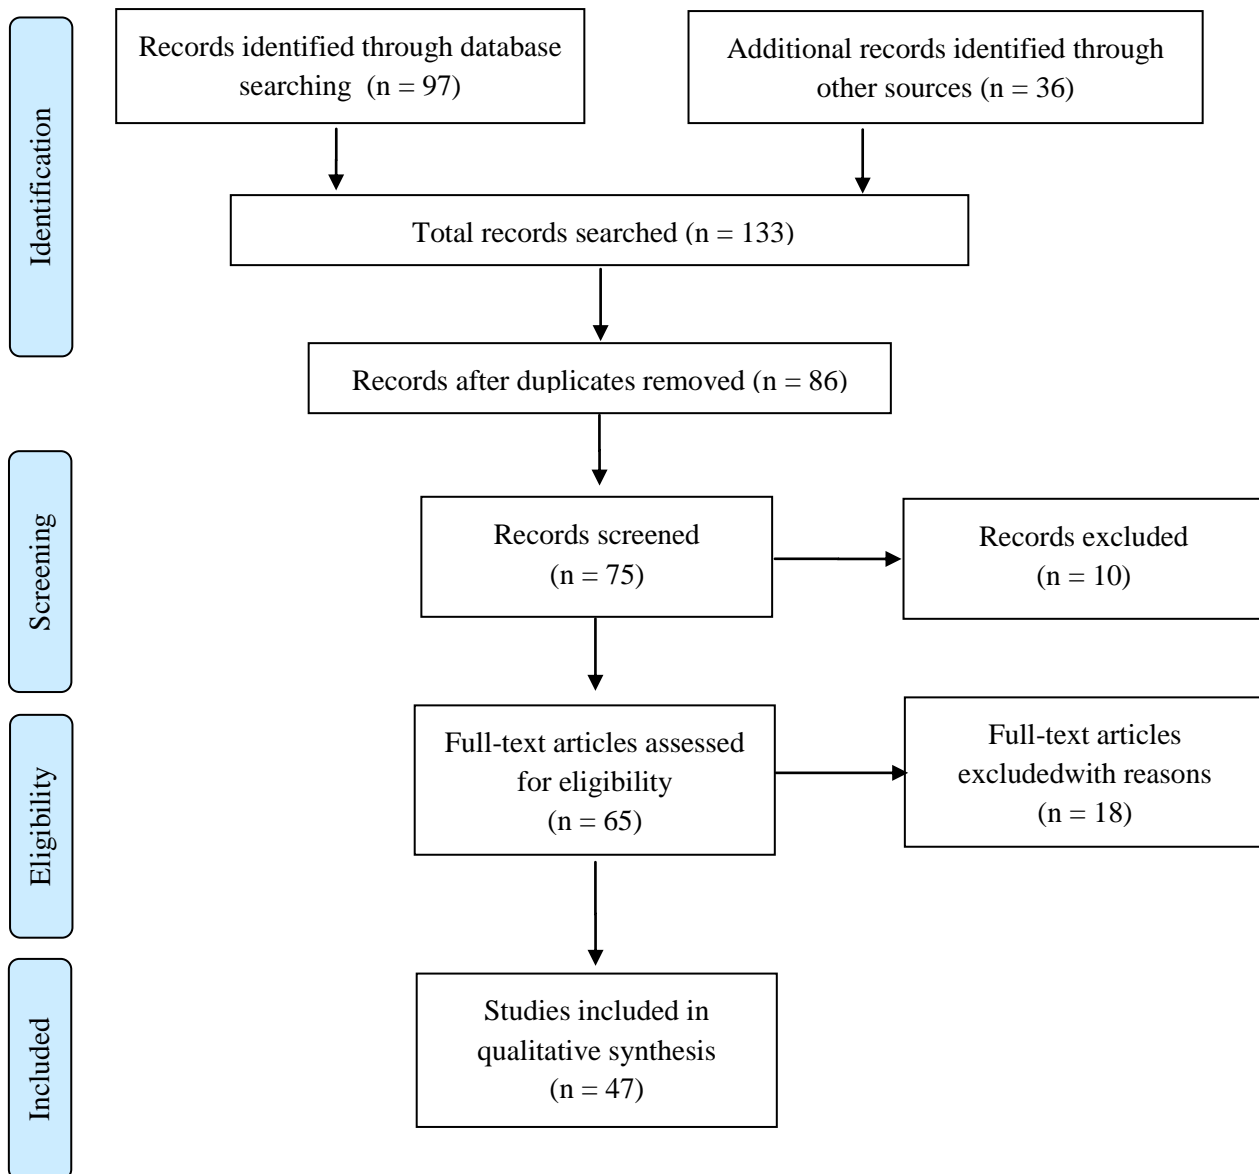 Identification
Records identified through database
searching (n = 97)
Additional records identified through
other sources (n = 36)
Total records searched (n = 133)
Records after duplicates removed (n = 86)
Screening
Records screened
(n = 75)
Records excluded
(n = 10)
Eligibility
Full-text articles assessed
for eligibility
(n = 65)
Full-text articles
excludedwith reasons
(n = 18)
Included
Studies included in
qualitative synthesis
(n = 47)